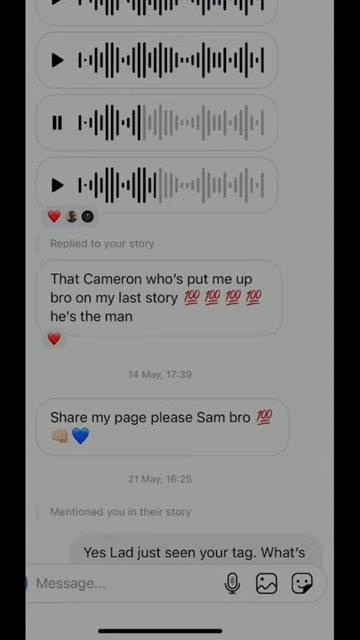 Replied to your story
That Cameron who's put me up
bro on my last story 💯 💯 💯 💯
he's the man
14 May, 17:39
Share my page please Sam bro 💯
👊🏻💙
21 May, 16:25
Mentioned you in their story
Yes Lad just seen your tag. What's
Message...